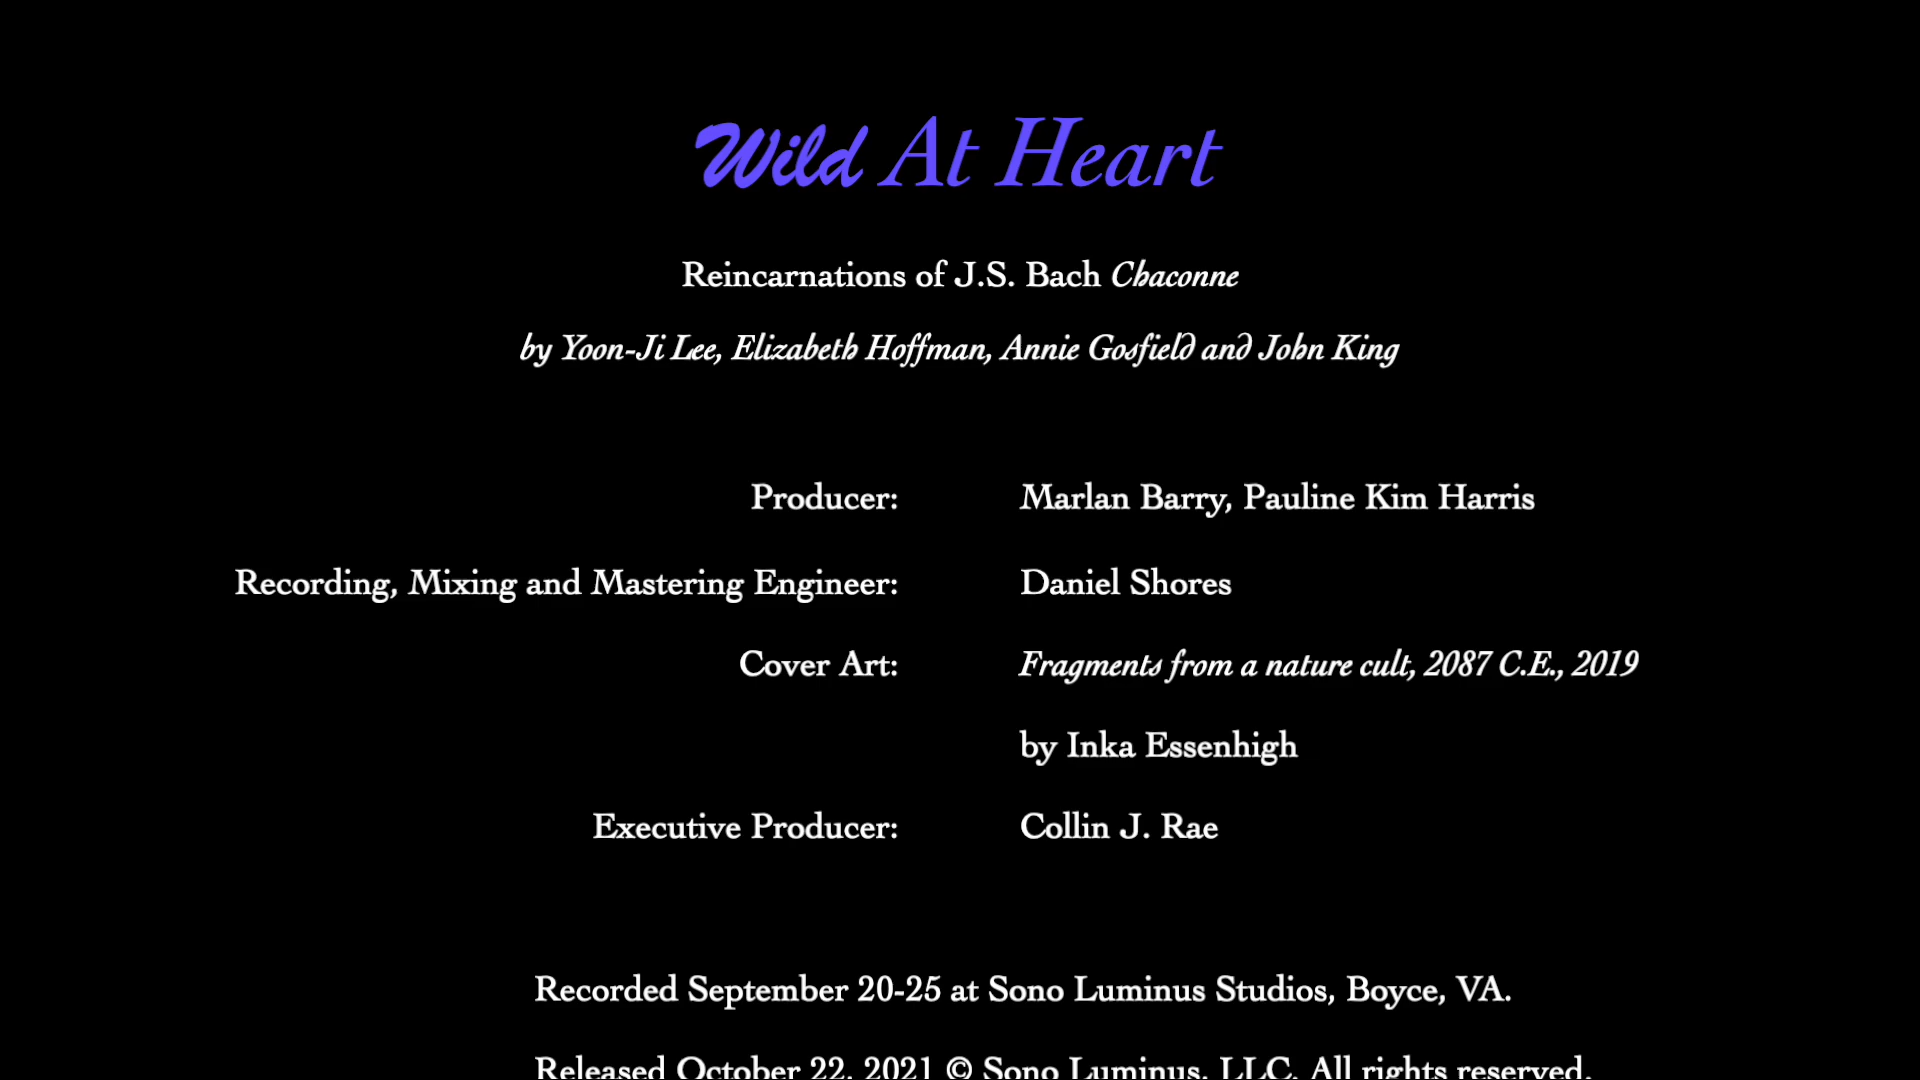 Wild At Heart
Reincarnations of J.S. Bach Chaconne
by Yoon-Ji Lee, Elizabeth Hoffman, Annie Gosfield and John King
Producer: Marlan Barry, Pauline Kim Harris
Recording, Mixing and Mastering Engineer: Daniel Shores
Cover Art: Fragments from a nature cult, 2087 C.E., 2019
by Inka Essenhigh
Executive Producer: Collin J. Rae
Recorded September 20-25 at Sono Luminus Studios, Boyce, VA.
Released October 22, 2021 © Sono Luminus, LLC. All rights reserved.